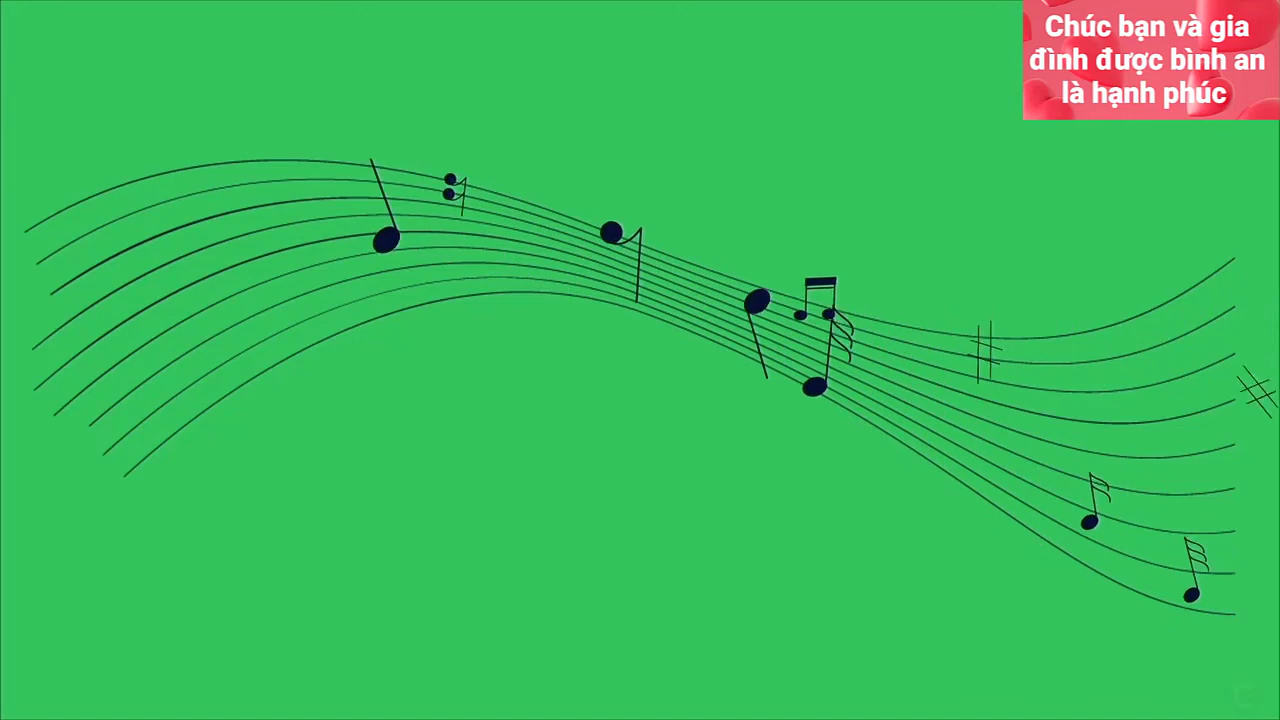 Chúc bạn và gia
đình được bình an
là hạnh phúc